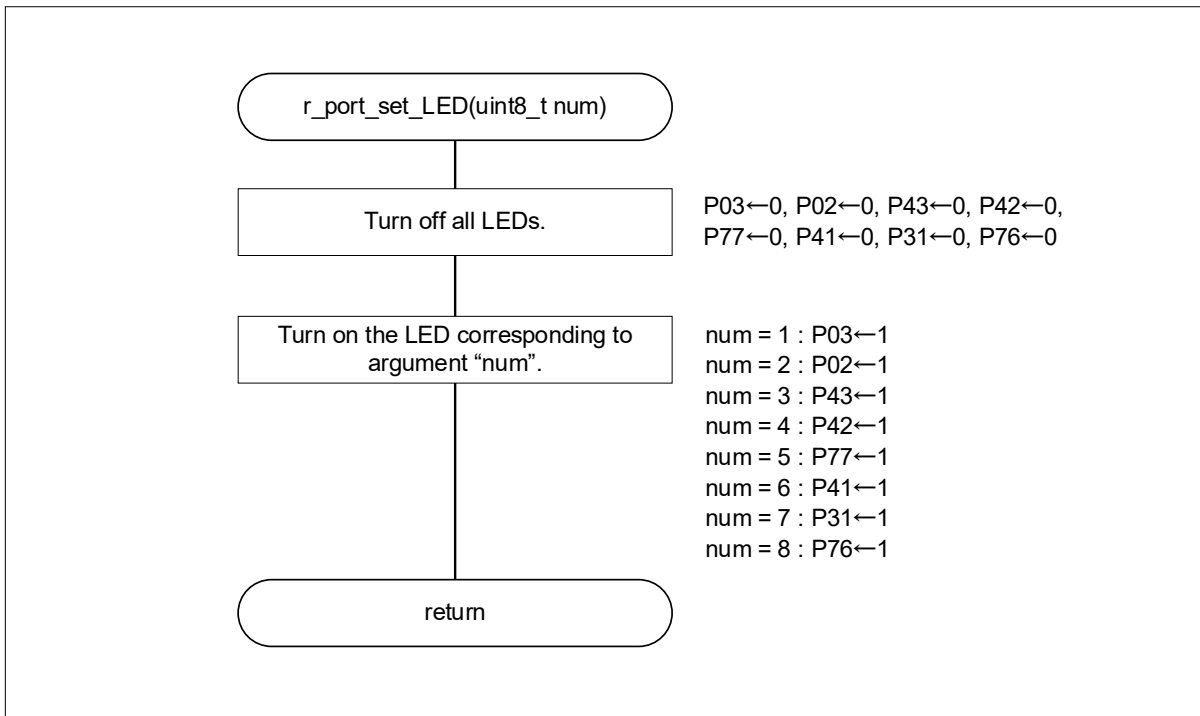 r_port_set_LED(uint8_t num)
Turn off all LEDs.
P03←0, P02←0, P43←0, P42←0,
P77←0, P41←0, P31←0, P76←0
Turn on the LED corresponding to
argument “num”.
num = 1 : P03←1
num = 2 : P02←1
num = 3 : P43←1
num = 4 : P42←1
num = 5 : P77←1
num = 6 : P41←1
num = 7 : P31←1
num = 8 : P76←1
return